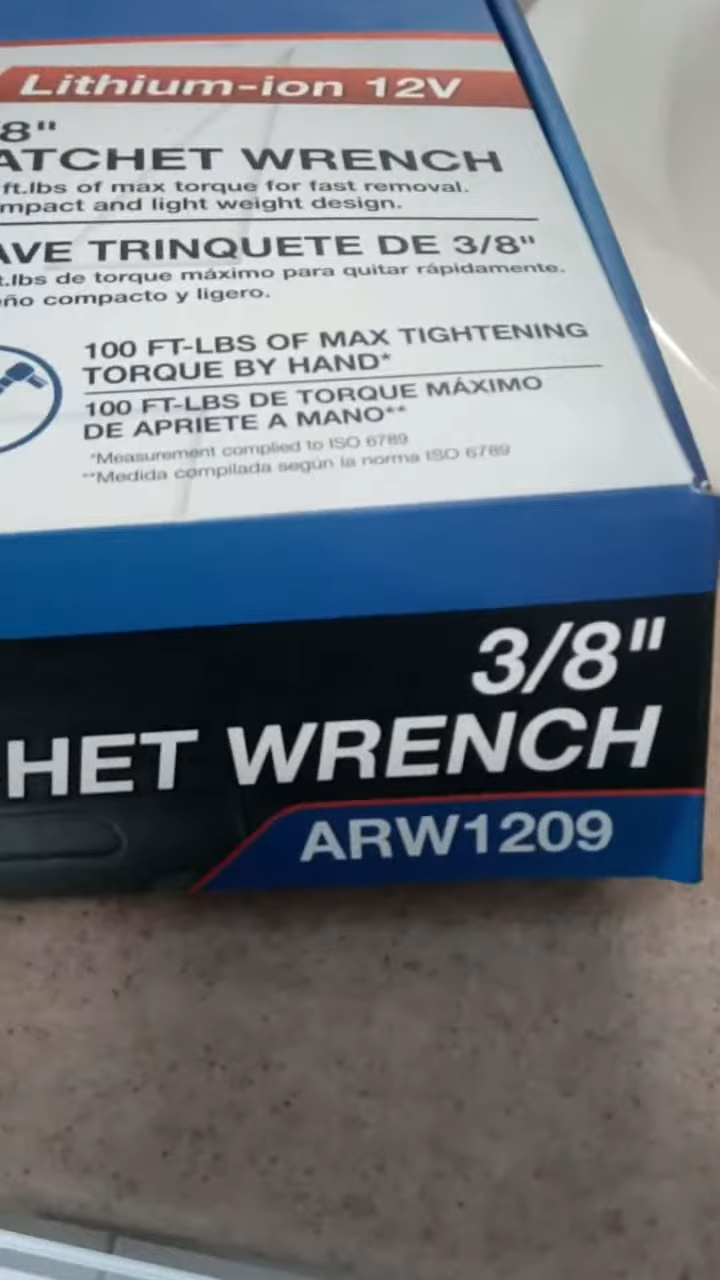 Lithium-ion 12V
8"
ATCHET WRENCH
ft.lbs of max torque for fast removal.
mpact and light weight design.
AVE TRINQUETE DE 3/8"
t.lbs de torque máximo para quitar rápidamente.
eño compacto y ligero.
100 FT-LBS OF MAX TIGHTENING
TORQUE BY HAND*
100 FT-LBS DE TORQUE MÁXIMO
DE APRIETE A MANO**
*Measurement complied to ISO 6789
**Medida compilada según la norma ISO 6789
3/8"
HET WRENCH
ARW1209